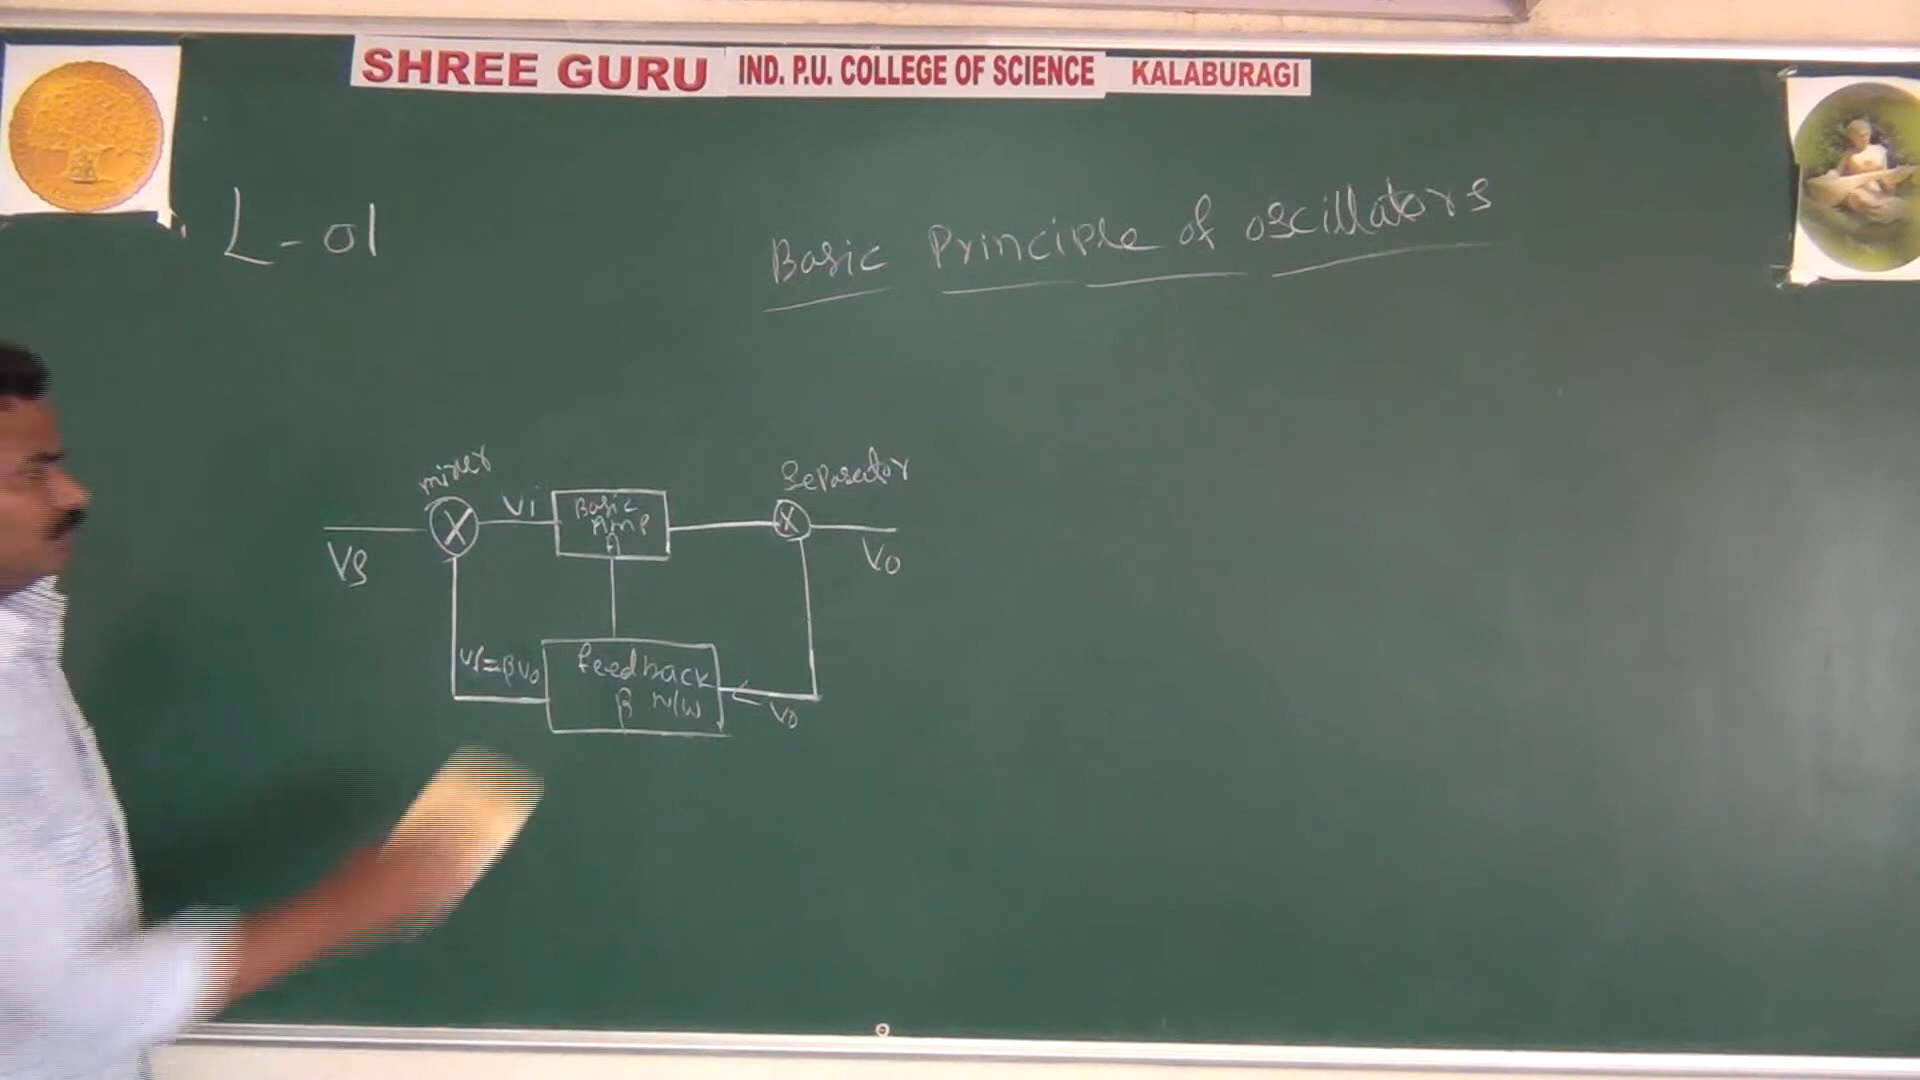 SHREE GURU IND. P.U. COLLEGE OF SCIENCE KALABURAGI
L-01
Basic Principle of oscillators
mixer
Separator
Vi
Basic
Amp
A
Vs
Vo
Vf=βVo
feedback
β N/W
Vo